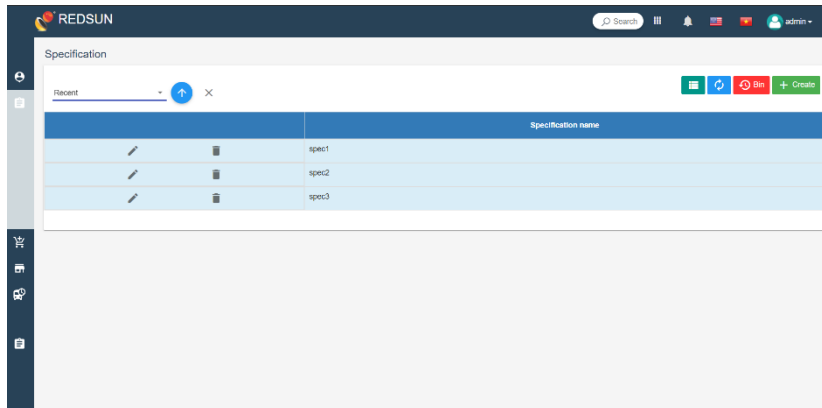 REDSUN
Search
admin
Specification
Recent
Bin
+ Create
Specification name
spec1
spec2
spec3